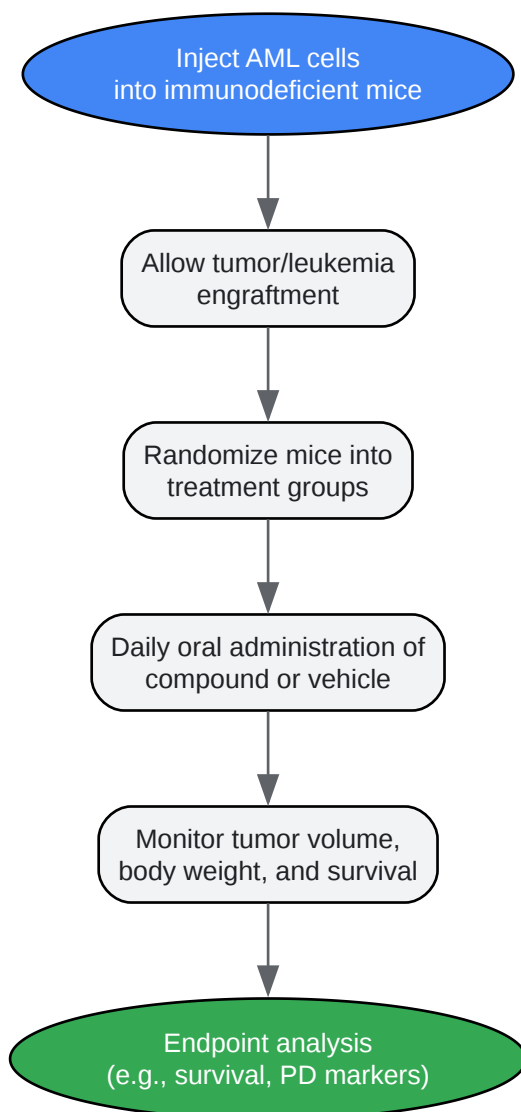 Inject AML cells
into immunodeficient mice
Allow tumor/leukemia
engraftment
Randomize mice into
treatment groups
Daily oral administration of
compound or vehicle
Monitor tumor volume,
body weight, and survival
Endpoint analysis
(e.g., survival, PD markers)